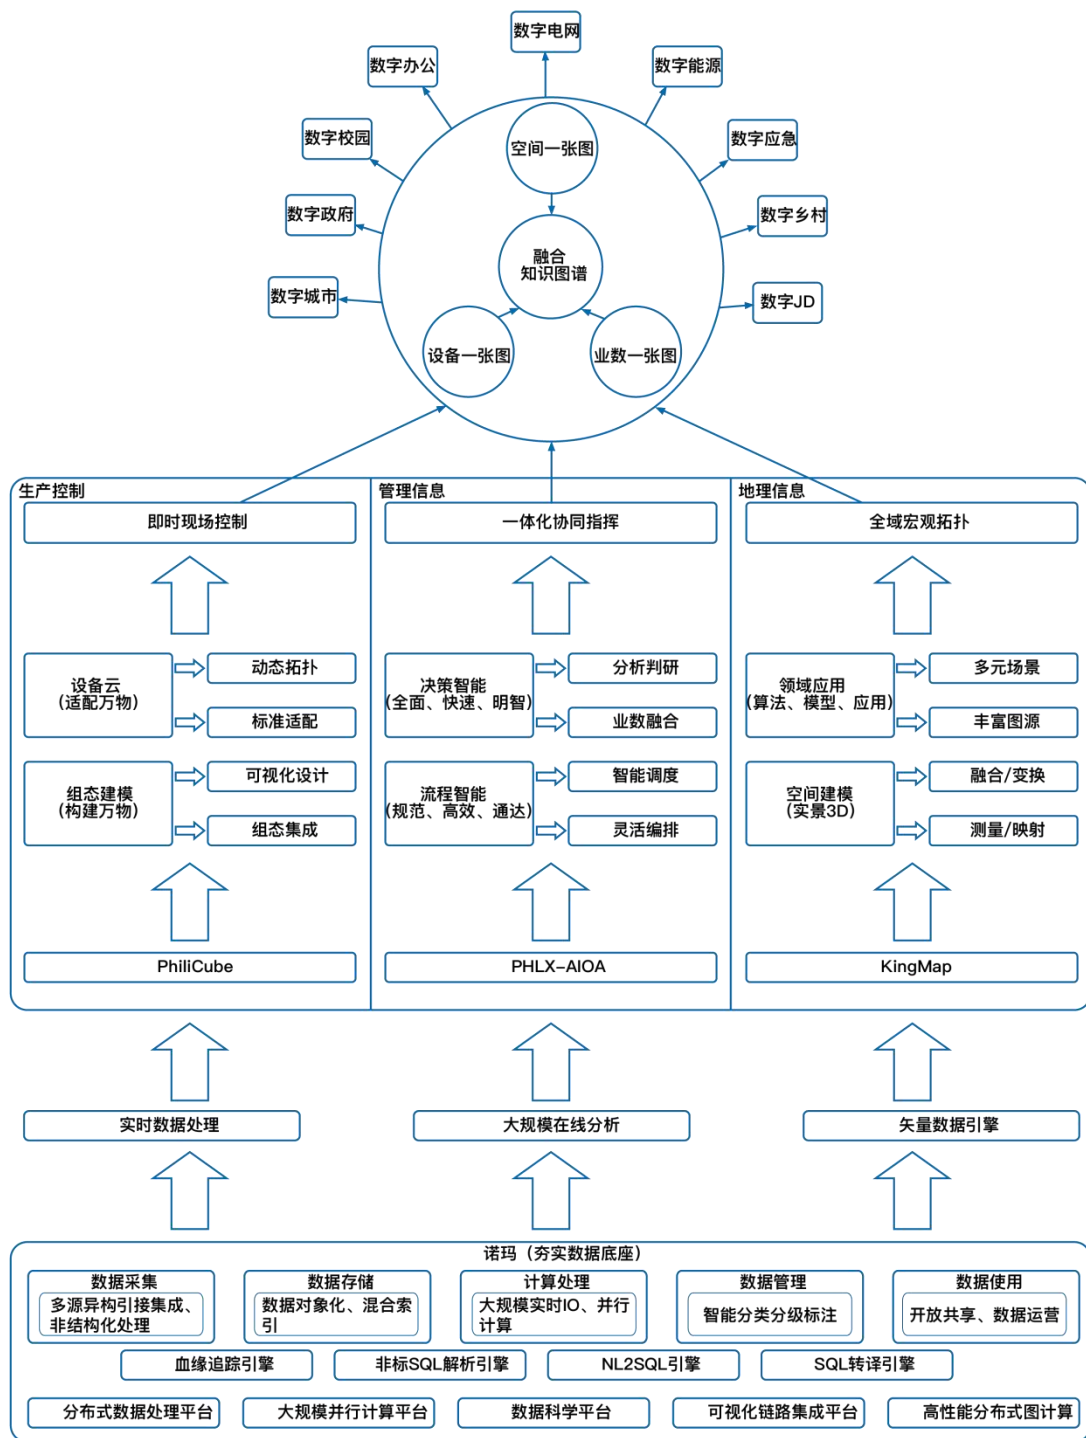 数字电网
数字办公
数字能源
数字校园
数字应急
数字政府
数字乡村
数字城市
数字JD
空间一张图
融合
知识图谱
设备一张图
业数一张图
生产控制
管理信息
地理信息
即时现场控制
一体化协同指挥
全域宏观拓扑
设备云
(适配万物)
动态拓扑
标准适配
组态建模
(构建万物)
可视化设计
组态集成
PhiliCube
决策智能
(全面、快速、明智)
分析判研
业数融合
流程智能
(规范、高效、通达)
智能调度
灵活编排
PHLX-AIOA
领域应用
(算法、模型、应用)
多元场景
丰富图源
空间建模
(实景3D)
融合/变换
测量/映射
KingMap
实时数据处理
大规模在线分析
矢量数据引擎
诺玛（夯实数据底座）
数据采集
多源异构引接集成、
非结构化处理
数据存储
数据对象化、混合索
引
计算处理
大规模实时IO、并行
计算
数据管理
智能分类分级标注
数据使用
开放共享、数据运营
血缘追踪引擎
非标SQL解析引擎
NL2SQL引擎
SQL转译引擎
分布式数据处理平台
大规模并行计算平台
数据科学平台
可视化链路集成平台
高性能分布式图计算